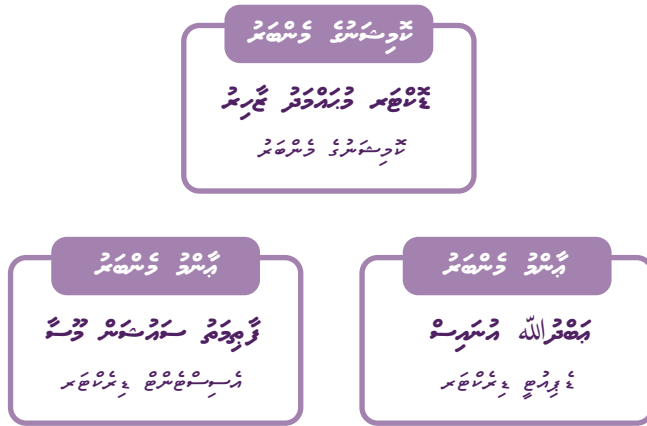 ކޮމިޝަނުގެ މެންބަރު
ޑޮކްޓަރ މުޙައްމަދު ޒާހިރު
ކޮމިޝަނުގެ މެންބަރު
ޢާންމު މެންބަރު
ޢަބްދުﷲ އުނައިސް
ޑެޕިއުޓީ ޑިރެކްޓަރ
ޢާންމު މެންބަރު
ފާޠިމަތު ސައުޝަން މޫސާ
އެސިސްޓެންޓް ޑިރެކްޓަރ